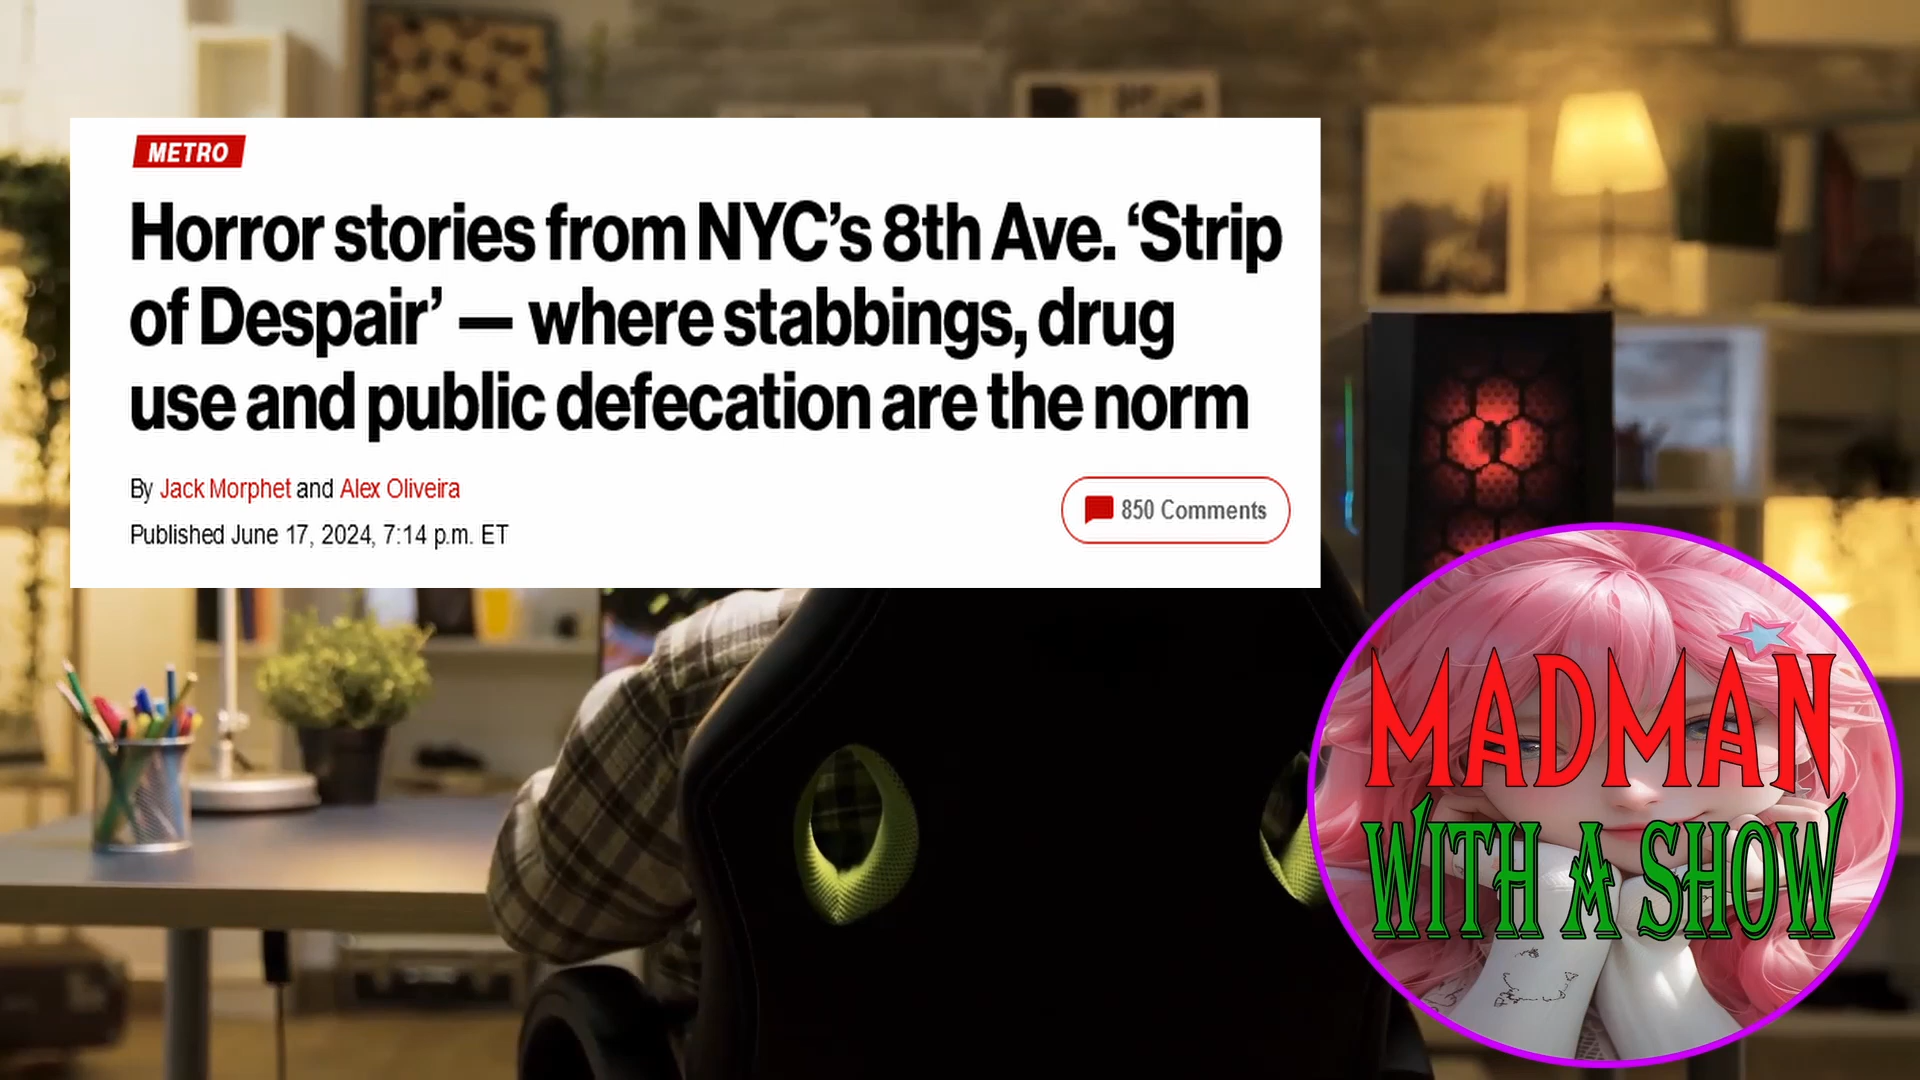 METRO
Horror stories from NYC’s 8th Ave. ‘Strip
of Despair’ — where stabbings, drug
use and public defecation are the norm
By Jack Morphet and Alex Oliveira
850 Comments
Published June 17, 2024, 7:14 p.m. ET
MADMAN
WITH A SHOW